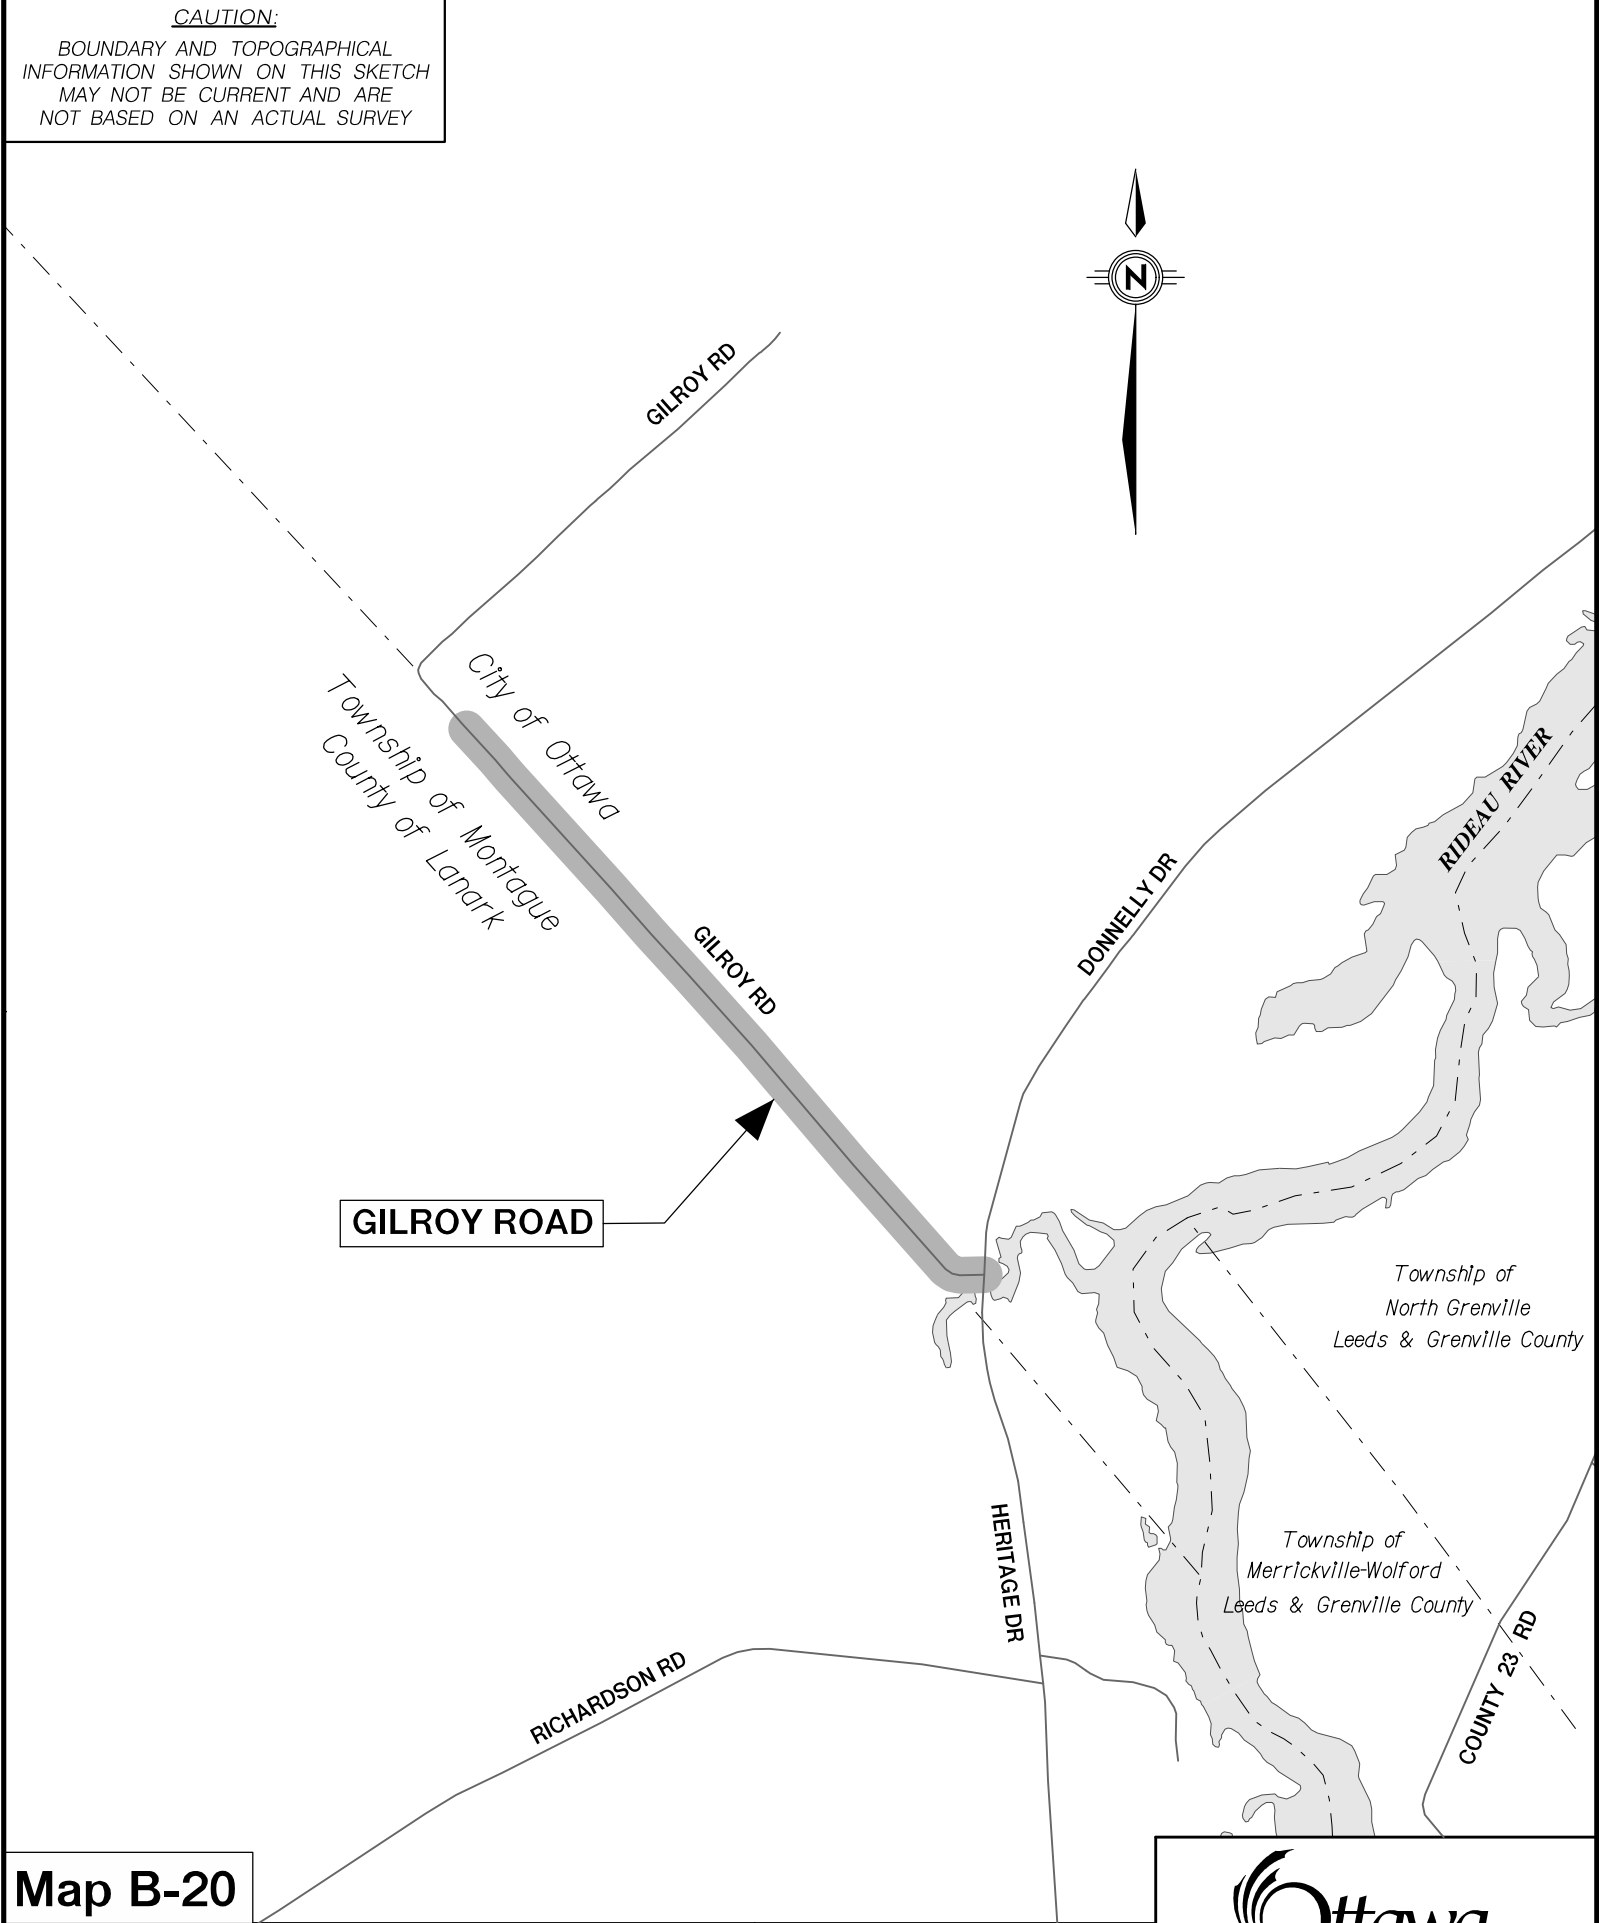 CAUTION:
BOUNDARY AND TOPOGRAPHICAL
INFORMATION SHOWN ON THIS SKETCH
MAY NOT BE CURRENT AND ARE
NOT BASED ON AN ACTUAL SURVEY
N
GILROY RD
City of Ottawa
Township of Montague
County of Lanark
RIDEAU RIVER
DONNELLY DR
GILROY RD
GILROY ROAD
Township of
North Grenville
Leeds & Grenville County
HERITAGE DR
Township of
Merrickville-Wolford
Leeds & Grenville County
COUNTY 23 RD
RICHARDSON RD
Map B-20
Ottawa